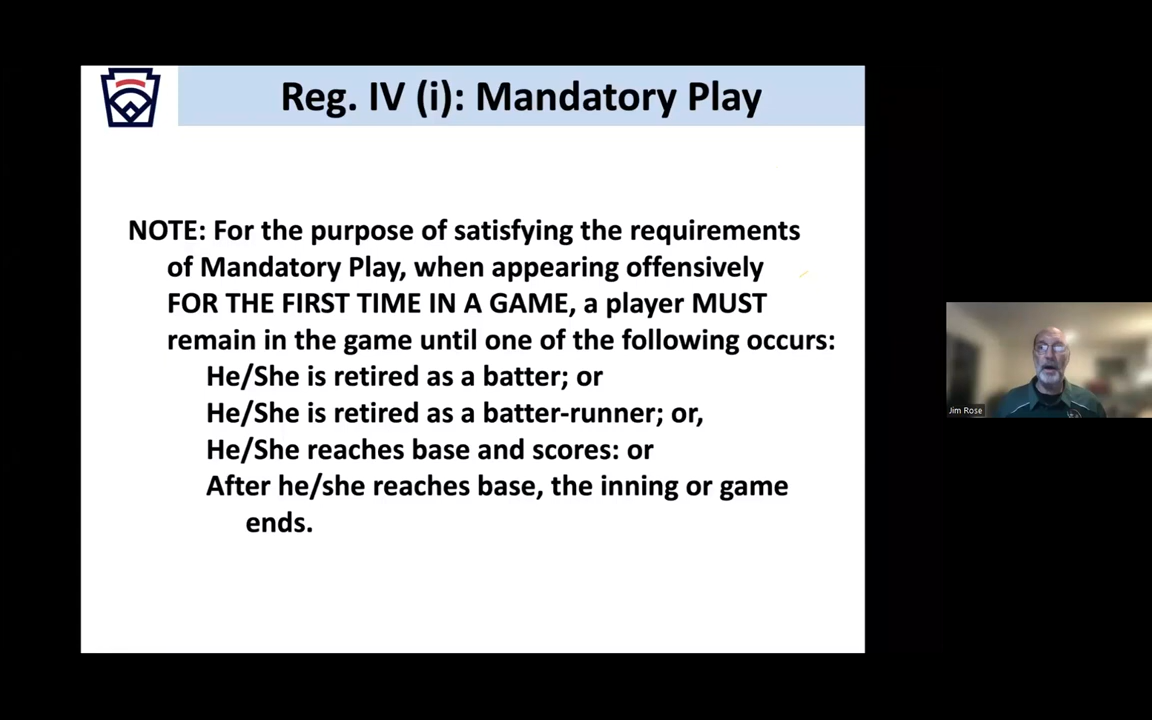 Reg. IV (i): Mandatory Play
NOTE: For the purpose of satisfying the requirements
of Mandatory Play, when appearing offensively
FOR THE FIRST TIME IN A GAME, a player MUST
remain in the game until one of the following occurs:
He/She is retired as a batter; or
He/She is retired as a batter-runner; or,
He/She reaches base and scores: or
After he/she reaches base, the inning or game
ends.
Jim Rose